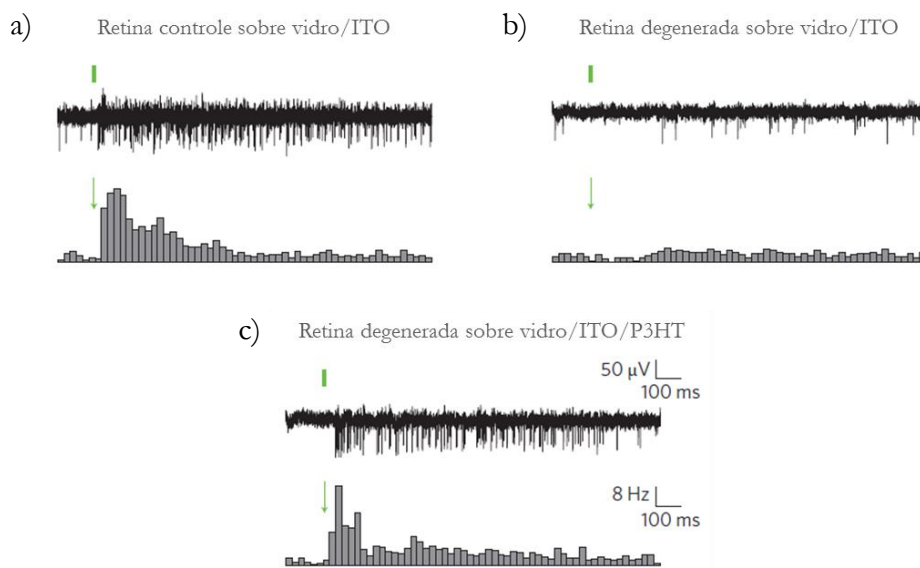 a) Retina controle sobre vidro/ITO
b) Retina degenerada sobre vidro/ITO
c) Retina degenerada sobre vidro/ITO/P3HT
50 μV
100 ms
8 Hz
100 ms